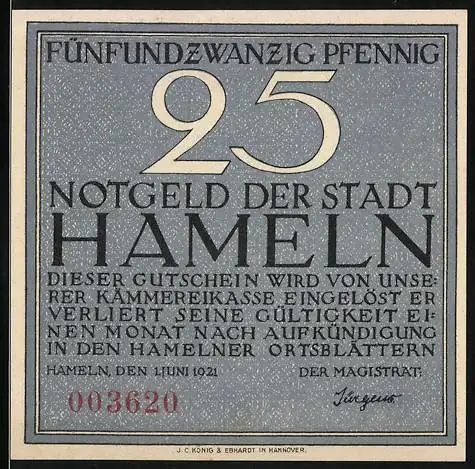 FÜNFUNDZWANZIG PFENNIG
25
NOTGELD DER STADT
HAMELN
DIESER GUTSCHEIN WIRD VON UNSE-
RER KÄMMEREIKASSE EINGELÖST ER
VERLIERT SEINE GÜLTIGKEIT EI-
NEN MONAT NACH AUFKÜNDIGUNG
IN DEN HAMELNER ORTSBLÄTTERN
HAMELN, DEN 1.JUNI 1921 DER MAGISTRAT:
003620 Jürgens
J. C. KÖNIG & EBHARDT IN HANNOVER.